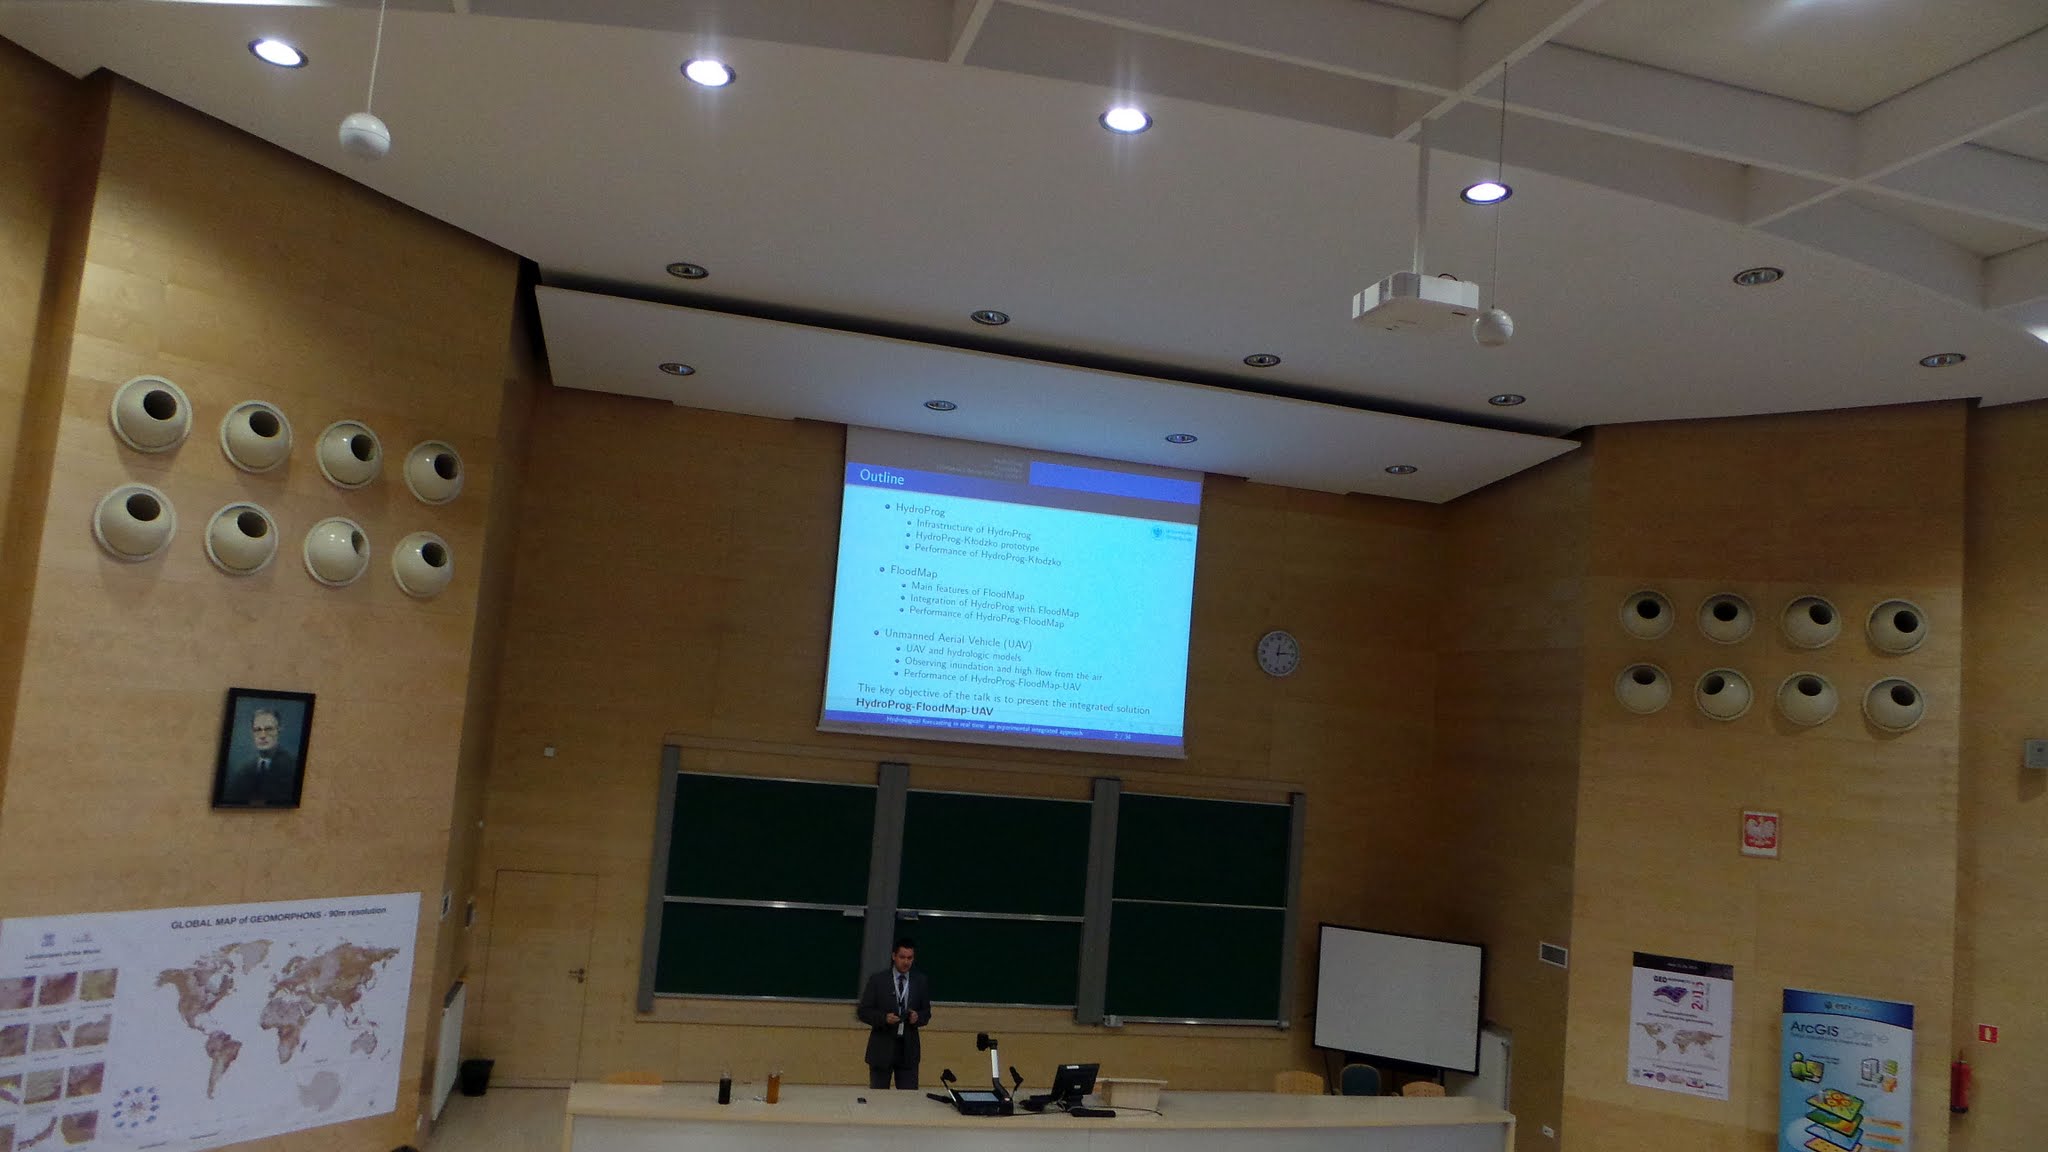 Outline
HydroProg
Infrastructure of HydroProg
HydroProg-Kłodzko prototype
Performance of HydroProg-Kłodzko
FloodMap
Main features of FloodMap
Integration of HydroProg with FloodMap
Performance of HydroProg-FloodMap
Unmanned Aerial Vehicle (UAV)
UAV and hydrologic models
Observing inundation and high flow from the air
Performance of HydroProg-FloodMap-UAV
The key objective of the talk is to present the integrated solution
HydroProg-FloodMap-UAV
Hydrological forecasting in real time: an experimental integrated approach
2 / 34
GLOBAL MAP of GEOMORPHONS - 90m resolution
Landscapes of the World
2015
esri
ArcGIS Online